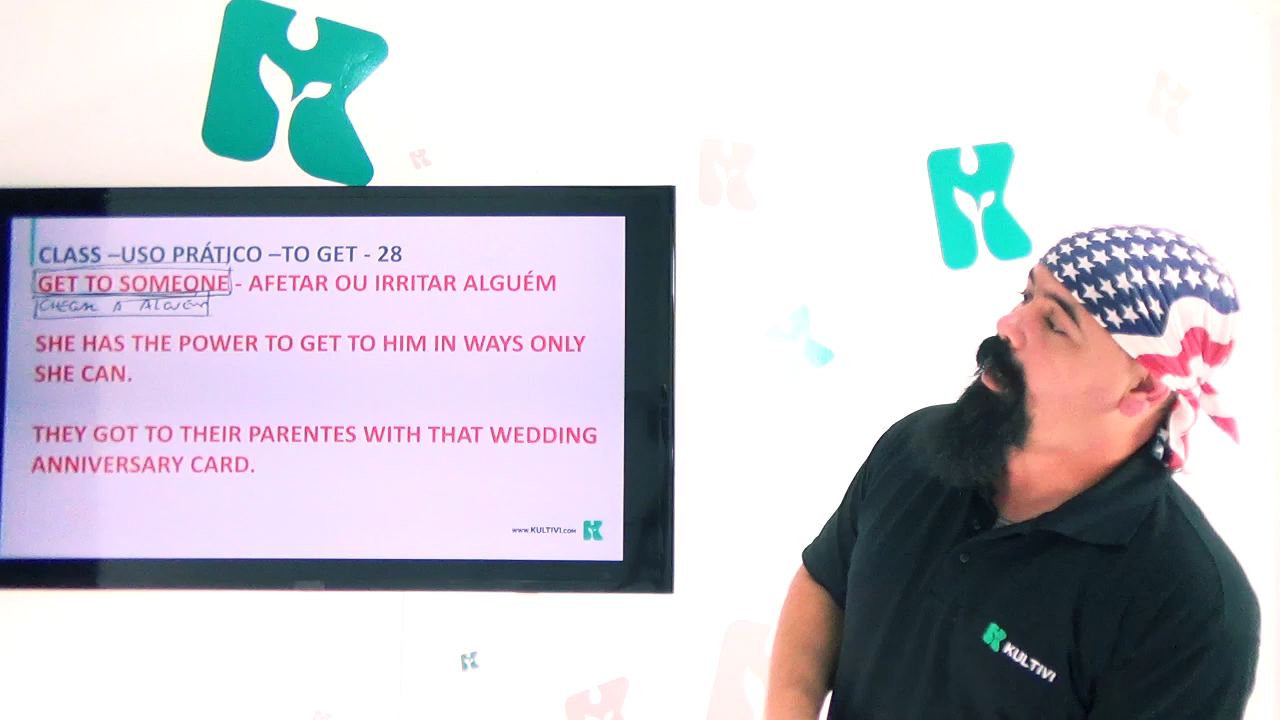 CLASS –USO PRÁTICO –TO GET - 28
GET TO SOMEONE - AFETAR OU IRRITAR ALGUÉM
CHEGAR A ALGUÉM
SHE HAS THE POWER TO GET TO HIM IN WAYS ONLY
SHE CAN.
THEY GOT TO THEIR PARENTES WITH THAT WEDDING
ANNIVERSARY CARD.
www.KULTIVI.com
KULTIVI